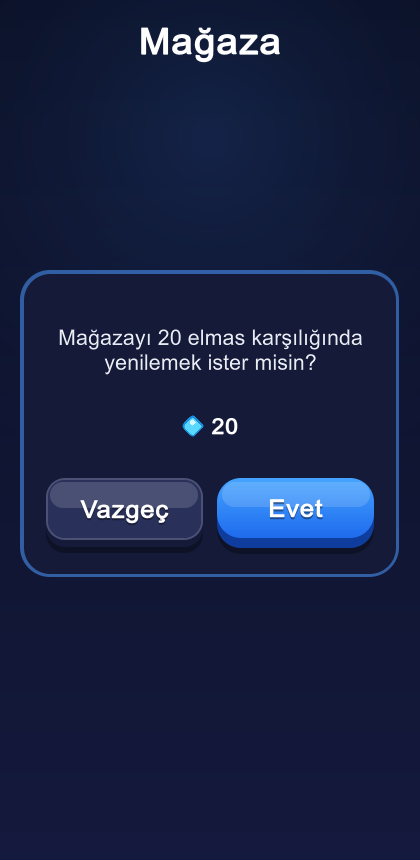 Mağaza
Mağazayı 20 elmas karşılığında
yenilemek ister misin?
20
Vazgeç
Evet